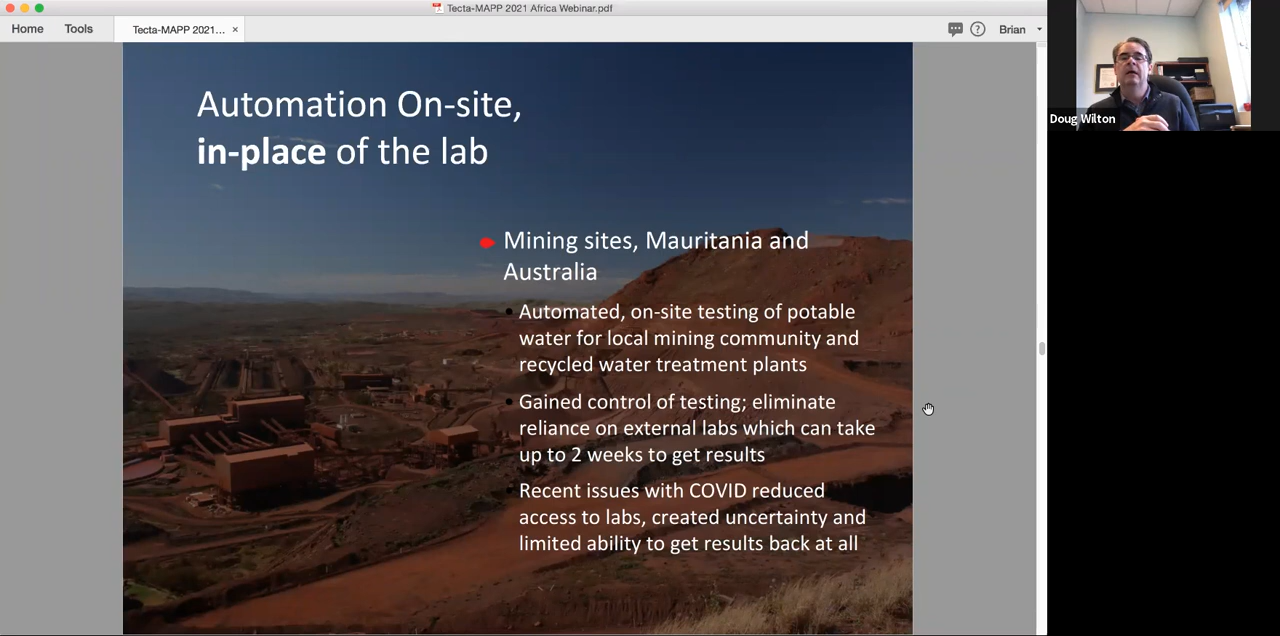 Tecta-MAPP 2021 Africa Webinar.pdf
Home
Tools
Tecta-MAPP 2021... ×
Brian
Doug Wilton
Automation On-site,
in-place of the lab
Mining sites, Mauritania and
Australia
Automated, on-site testing of potable
water for local mining community and
recycled water treatment plants
Gained control of testing; eliminate
reliance on external labs which can take
up to 2 weeks to get results
Recent issues with COVID reduced
access to labs, created uncertainty and
limited ability to get results back at all